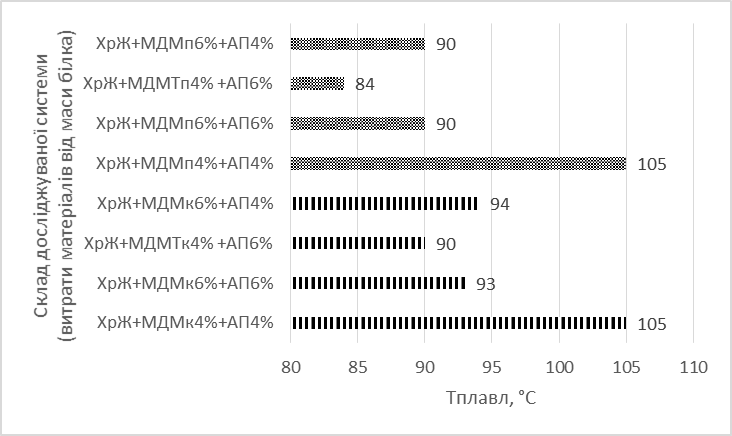 Склад досліджуваної системи
(витрати матеріалів від маси білка)
ХрЖ+МДМп6%+АП4%
90
ХрЖ+МДМТп4% +АП6%
84
ХрЖ+МДМп6%+АП6%
90
ХрЖ+МДМп4%+АП4%
105
ХрЖ+МДМк6%+АП4%
94
ХрЖ+МДМТк4% +АП6%
90
ХрЖ+МДМк6%+АП6%
93
ХрЖ+МДМк4%+АП4%
105
80 85 90 95 100 105 110
Тплавл, °С